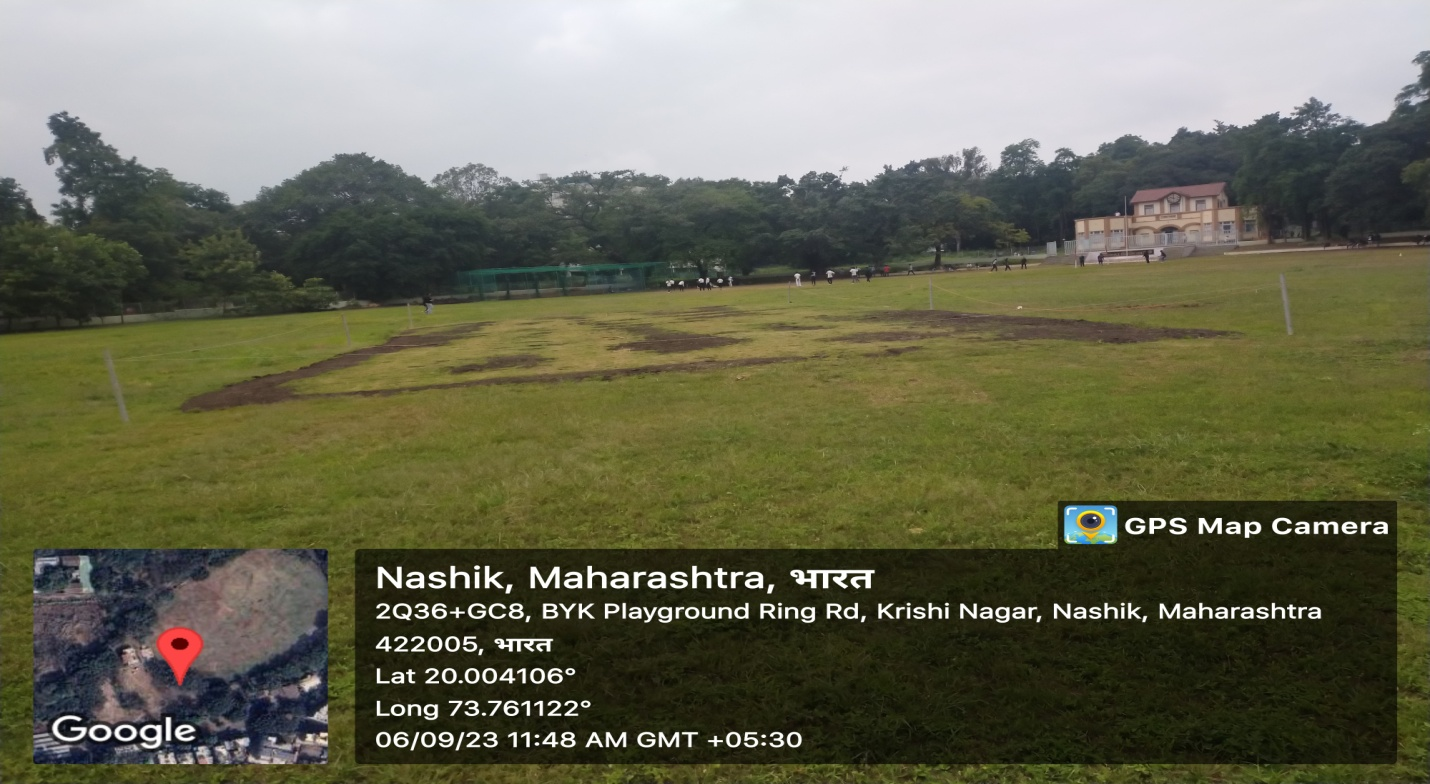 GPS Map Camera
Nashik, Maharashtra, भारत
2Q36+GC8, BYK Playground Ring Rd, Krishi Nagar, Nashik, Maharashtra
422005, भारत
Lat 20.004106°
Long 73.761122°
06/09/23 11:48 AM GMT +05:30
Google